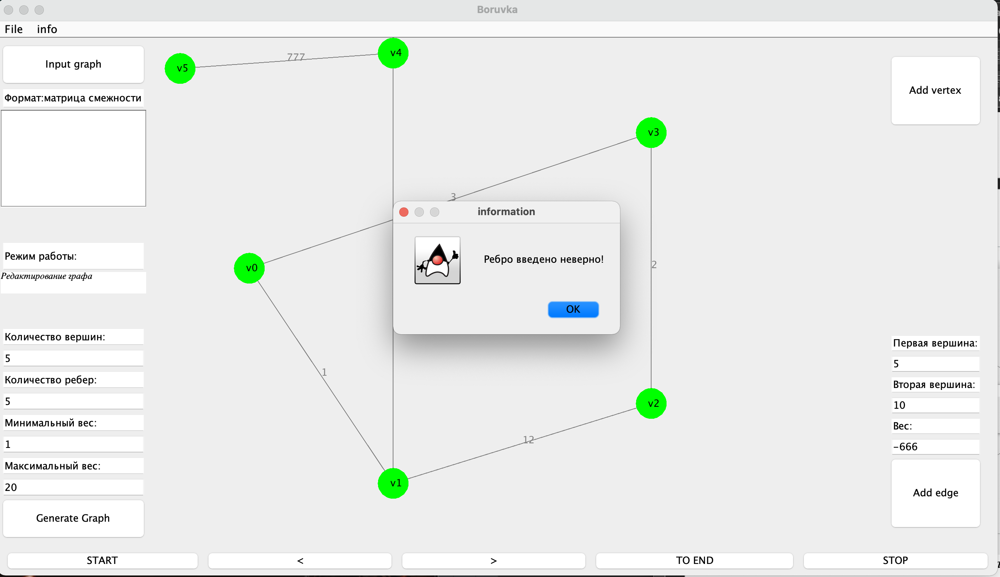 Boruvka
File info
Input graph
Формат:матрица смежности
Режим работы:
Редактирование графа
Количество вершин:
5
Количество ребер:
5
Минимальный вес:
1
Максимальный вес:
20
Generate Graph
v5
777
v4
v3
3
v0
2
1
v2
12
v1
information
Ребро введено неверно!
OK
Add vertex
Первая вершина:
5
Вторая вершина:
10
Вес:
-666
Add edge
START < > TO END STOP